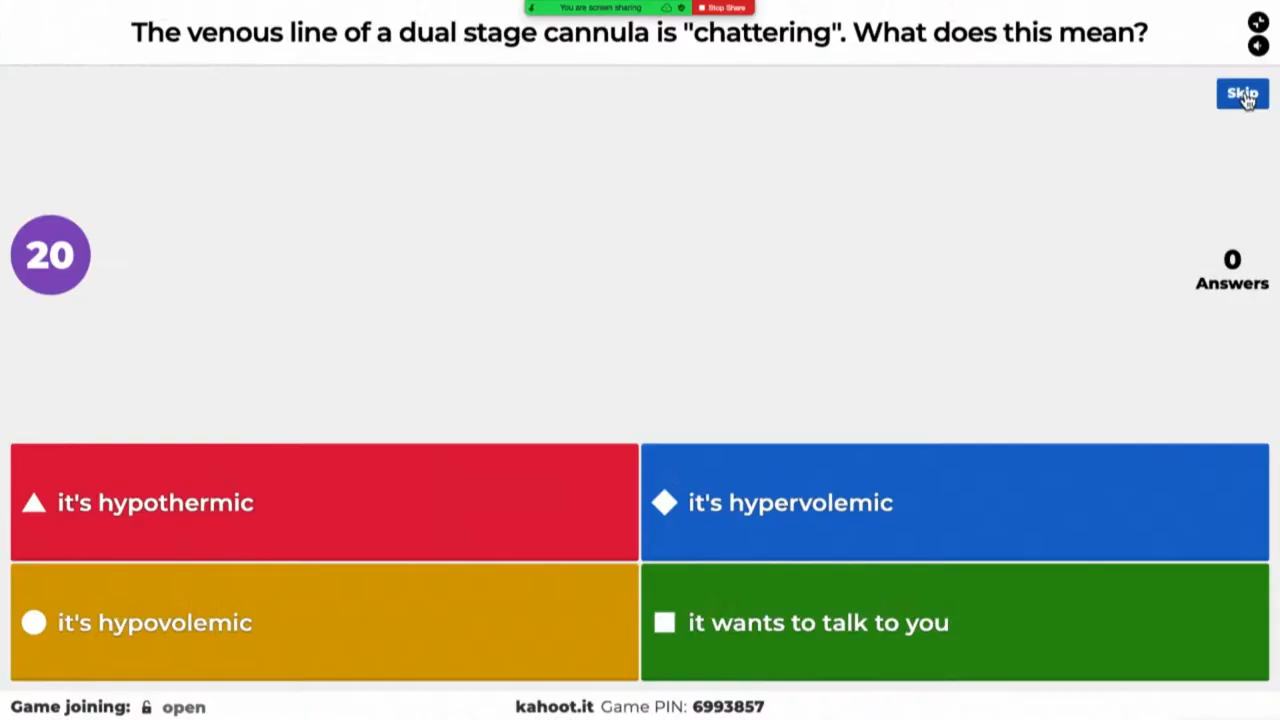 You are screen sharing
Stop Share
The venous line of a dual stage cannula is "chattering". What does this mean?
Skip
20
0
Answers
it's hypothermic
it's hypervolemic
it's hypovolemic
it wants to talk to you
Game joining: open
kahoot.it Game PIN: 6993857